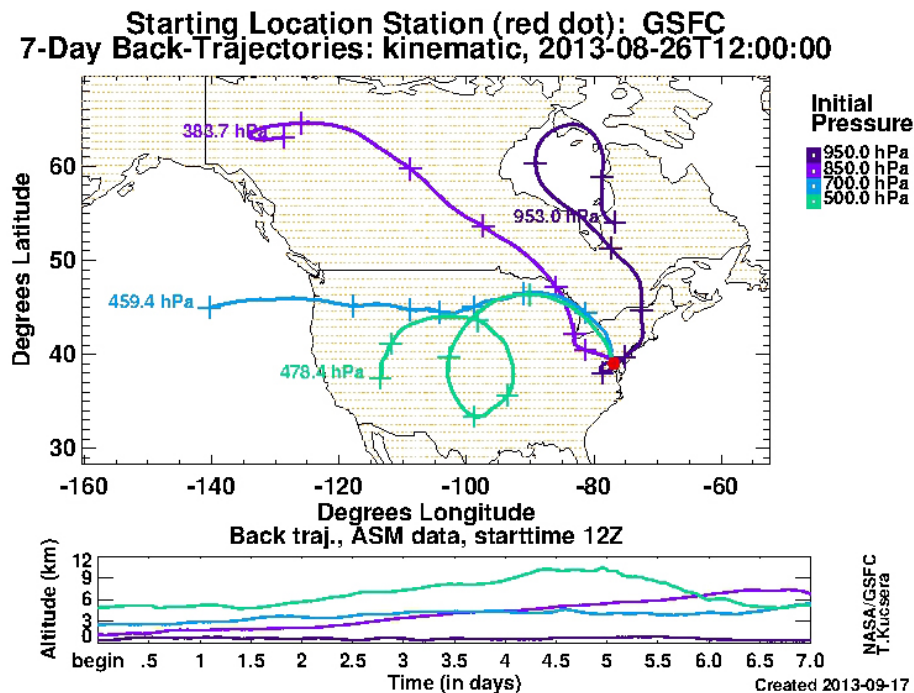 Starting Location Station (red dot): GSFC
7-Day Back-Trajectories: kinematic, 2013-08-26T12:00:00
Initial
Pressure
950.0 hPa
850.0 hPa
700.0 hPa
500.0 hPa
383.7 hPa
953.0 hPa
459.4 hPa
478.4 hPa
Degrees Latitude
60
50
40
30
-160 -140 -120 -100 -80 -60
Degrees Longitude
Back traj., ASM data, starttime 12Z
Altitude (km)
12
9
6
3
0
begin .5 1 1.5 2 2.5 3 3.5 4 4.5 5 5.5 6.0 6.5 7.0
Time (in days)
NASA/GSFC
T.Kucsera
Created 2013-09-17